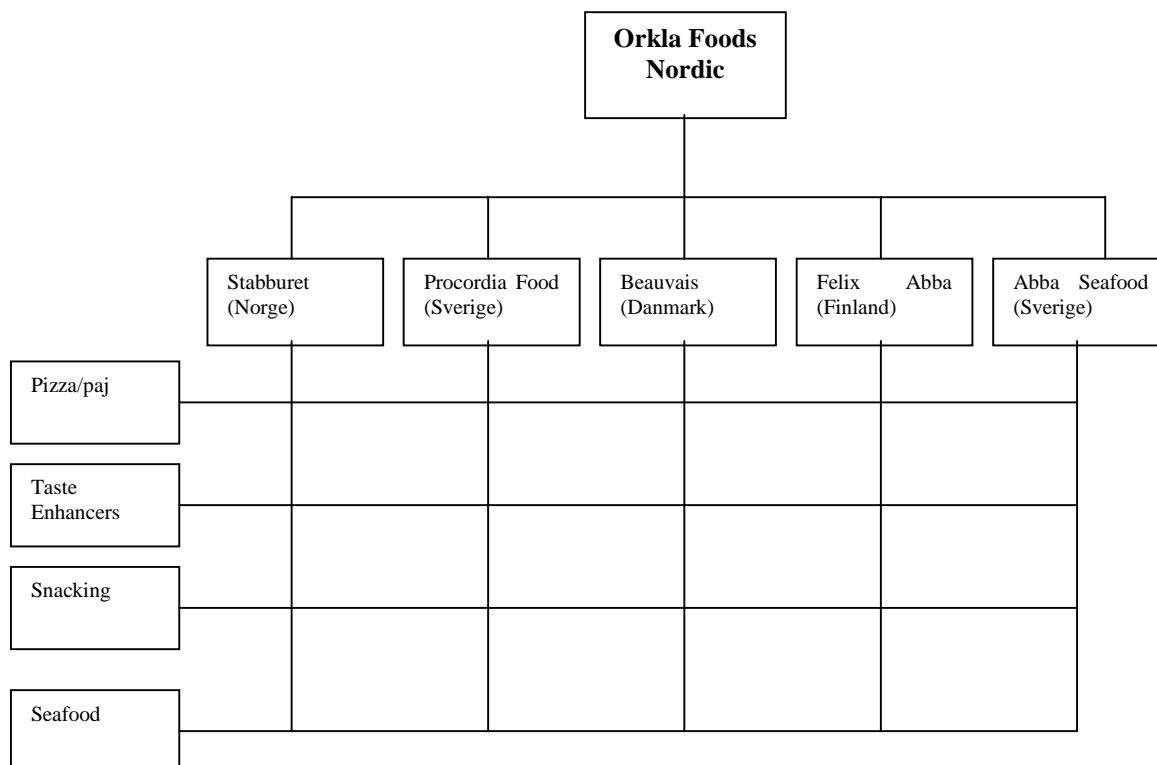 Orkla Foods
Nordic
Stabburet
(Norge)
Procordia Food
(Sverige)
Beauvais
(Danmark)
Felix Abba
(Finland)
Abba Seafood
(Sverige)
Pizza/paj
Taste
Enhancers
Snacking
Seafood